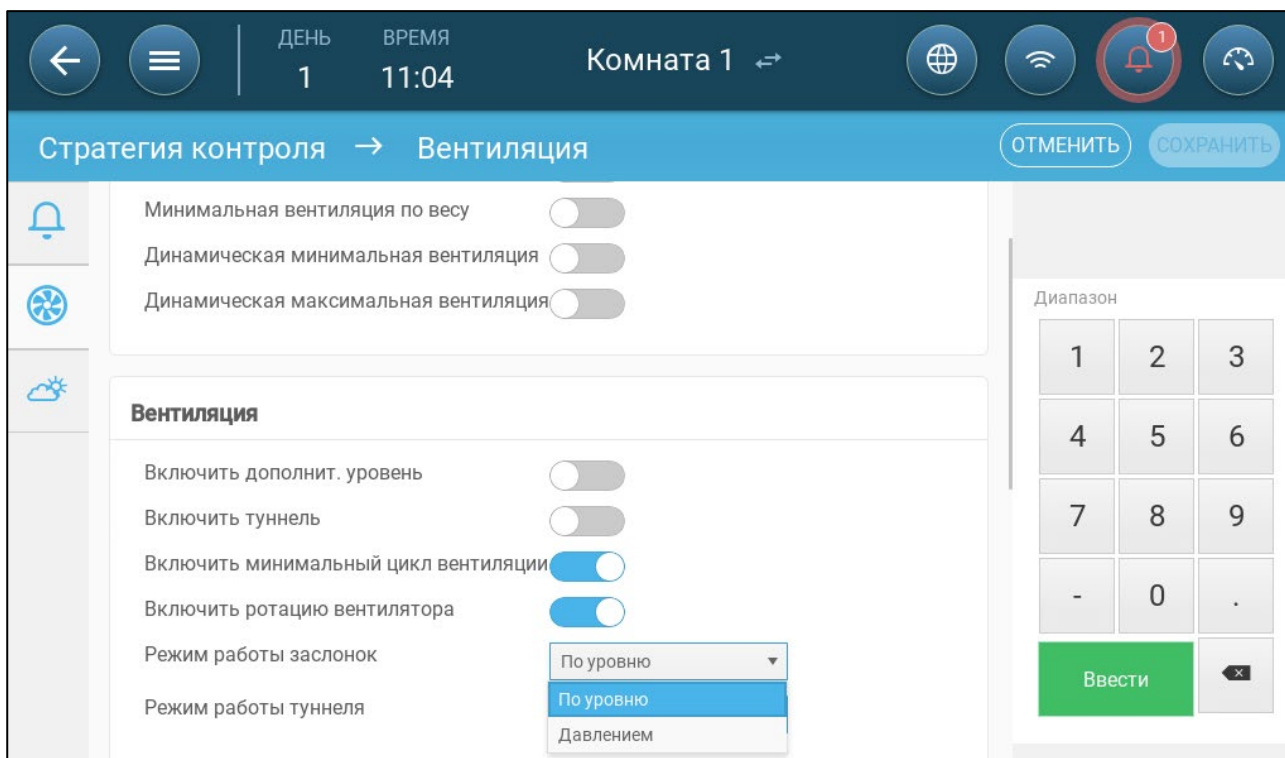 ДЕНЬ ВРЕМЯ
1 11:04 Комната 1 1
Стратегия контроля → Вентиляция ОТМЕНИТЬ СОХРАНИТЬ
Минимальная вентиляция по весу
Динамическая минимальная вентиляция
Динамическая максимальная вентиляция
Вентиляция
Включить дополнит. уровень
Включить туннель
Включить минимальный цикл вентиляции
Включить ротацию вентилятора
Режим работы заслонок По уровню
По уровню
Режим работы туннеля
Давлением
Диапазон
1 2 3
4 5 6
7 8 9
- 0 .
Ввести